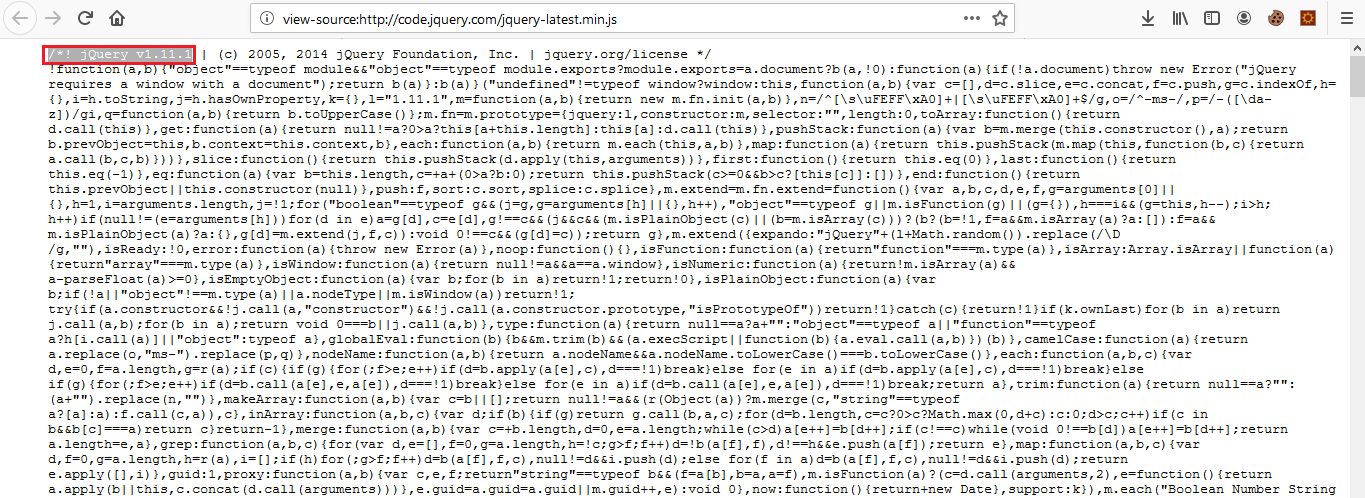 view-source:http://code.jquery.com/jquery-latest.min.js
/*! jQuery v1.11.1 | (c) 2005, 2014 jQuery Foundation, Inc. | jquery.org/license */
!function(a,b){"object"==typeof module&&"object"==typeof module.exports?module.exports=a.document?b(a,!0):function(a){if(!a.document)throw new Error("jQuery
requires a window with a document");return b(a)}:b(a)}("undefined"!=typeof window?window:this,function(a,b){var c=[],d=c.slice,e=c.concat,f=c.push,g=c.indexOf,h=
{},i=h.toString,j=h.hasOwnProperty,k={},l="1.11.1",m=function(a,b){return new m.fn.init(a,b)},n=/^[\s\uFEFF\xA0]+|[\s\uFEFF\xA0]+$/g,o=/^-ms-/,p=/-([\da-
z])/gi,q=function(a,b){return b.toUpperCase()};m.fn=m.prototype={jquery:l,constructor:m,selector:"",length:0,toArray:function(){return
d.call(this)},get:function(a){return null!=a?0>a?this[a+this.length]:this[a]:d.call(this)},pushStack:function(a){var b=m.merge(this.constructor(),a);return
b.prevObject=this,b.context=this.context,b},each:function(a,b){return m.each(this,a,b)},map:function(a){return this.pushStack(m.map(this,function(b,c){return
a.call(b,c,b)}))},slice:function(){return this.pushStack(d.apply(this,arguments))},first:function(){return this.eq(0)},last:function(){return
this.eq(-1)},eq:function(a){var b=this.length,c=+a+(0>a?b:0);return this.pushStack(c>=0&&b>c?[this[c]]:[])},end:function(){return
this.prevObject||this.constructor(null)},push:f,sort:c.sort,splice:c.splice},m.extend=m.fn.extend=function(){var a,b,c,d,e,f,g=arguments[0]||
{},h=1,i=arguments.length,j=!1;for("boolean"==typeof g&&(j=g,g=arguments[h]||{},h++),"object"==typeof g||m.isFunction(g)||(g={}),h===i&&(g=this,h--);i>h;
h++)if(null!=(e=arguments[h]))for(d in e)a=g[d],c=e[d],g!==c&&(j&&c&&(m.isPlainObject(c)||(b=m.isArray(c)))?(b?(b=!1,f=a&&m.isArray(a)?a:[]):f=a&&
m.isPlainObject(a)?a:{},g[d]=m.extend(j,f,c)):void 0!==c&&(g[d]=c));return g},m.extend({expando:"jQuery"+(l+Math.random()).replace(/\D
/g,""),isReady:!0,error:function(a){throw new Error(a)},noop:function(){},isFunction:function(a){return"function"===m.type(a)},isArray:Array.isArray||function(a)
{return"array"===m.type(a)},isWindow:function(a){return null!=a&&a==a.window},isNumeric:function(a){return!m.isArray(a)&&
a-parseFloat(a)>=0},isEmptyObject:function(a){var b;for(b in a)return!1;return!0},isPlainObject:function(a){var
b;if(!a||"object"!==m.type(a)||a.nodeType||m.isWindow(a))return!1;
try{if(a.constructor&&!j.call(a,"constructor")&&!j.call(a.constructor.prototype,"isPrototypeOf"))return!1}catch(c){return!1}if(k.ownLast)for(b in a)return
j.call(a,b);for(b in a);return void 0===b||j.call(a,b)},type:function(a){return null==a?a+"":"object"==typeof a||"function"==typeof
a?h[i.call(a)]||"object":typeof a},globalEval:function(b){b&&m.trim(b)&&(a.execScript||function(b){a.eval.call(a,b)})(b)},camelCase:function(a){return
a.replace(o,"ms-").replace(p,q)},nodeName:function(a,b){return a.nodeName&&a.nodeName.toLowerCase()===b.toLowerCase()},each:function(a,b,c){var
d,e=0,f=a.length,g=r(a);if(c){if(g){for(;f>e;e++)if(d=b.apply(a[e],c),d===!1)break}else for(e in a)if(d=b.apply(a[e],c),d===!1)break}else
if(g){for(;f>e;e++)if(d=b.call(a[e],e,a[e]),d===!1)break}else for(e in a)if(d=b.call(a[e],e,a[e]),d===!1)break;return a},trim:function(a){return null==a?"":
(a+"").replace(n,"")},makeArray:function(a,b){var c=b||[];return null!=a&&(r(Object(a))?m.merge(c,"string"==typeof
a?[a]:a):f.call(c,a)),c},inArray:function(a,b,c){var d;if(b){if(g)return g.call(b,a,c);for(d=b.length,c=c?0>c?Math.max(0,d+c):c:0;d>c;c++)if(c in
b&&b[c]===a)return c}return-1},merge:function(a,b){var c=+b.length,d=0,e=a.length;while(c>d)a[e++]=b[d++];if(c!==c)while(void 0!==b[d])a[e++]=b[d++];return
a.length=e,a},grep:function(a,b,c){for(var d,e=[],f=0,g=a.length,h=!c;g>f;f++)d=!b(a[f],f),d!==h&&e.push(a[f]);return e},map:function(a,b,c){var
d,f=0,g=a.length,h=r(a),i=[];if(h)for(;g>f;f++)d=b(a[f],f,c),null!=d&&i.push(d);else for(f in a)d=b(a[f],f,c),null!=d&&i.push(d);return
e.apply([],i)},guid:1,proxy:function(a,b){var c,e,f;return"string"==typeof b&&(f=a[b],b=a,a=f),m.isFunction(a)?(c=d.call(arguments,2),e=function(){return
a.apply(b||this,c.concat(d.call(arguments)))},e.guid=a.guid=a.guid||m.guid++,e):void 0},now:function(){return+new Date},support:k}),m.each("Boolean Number String